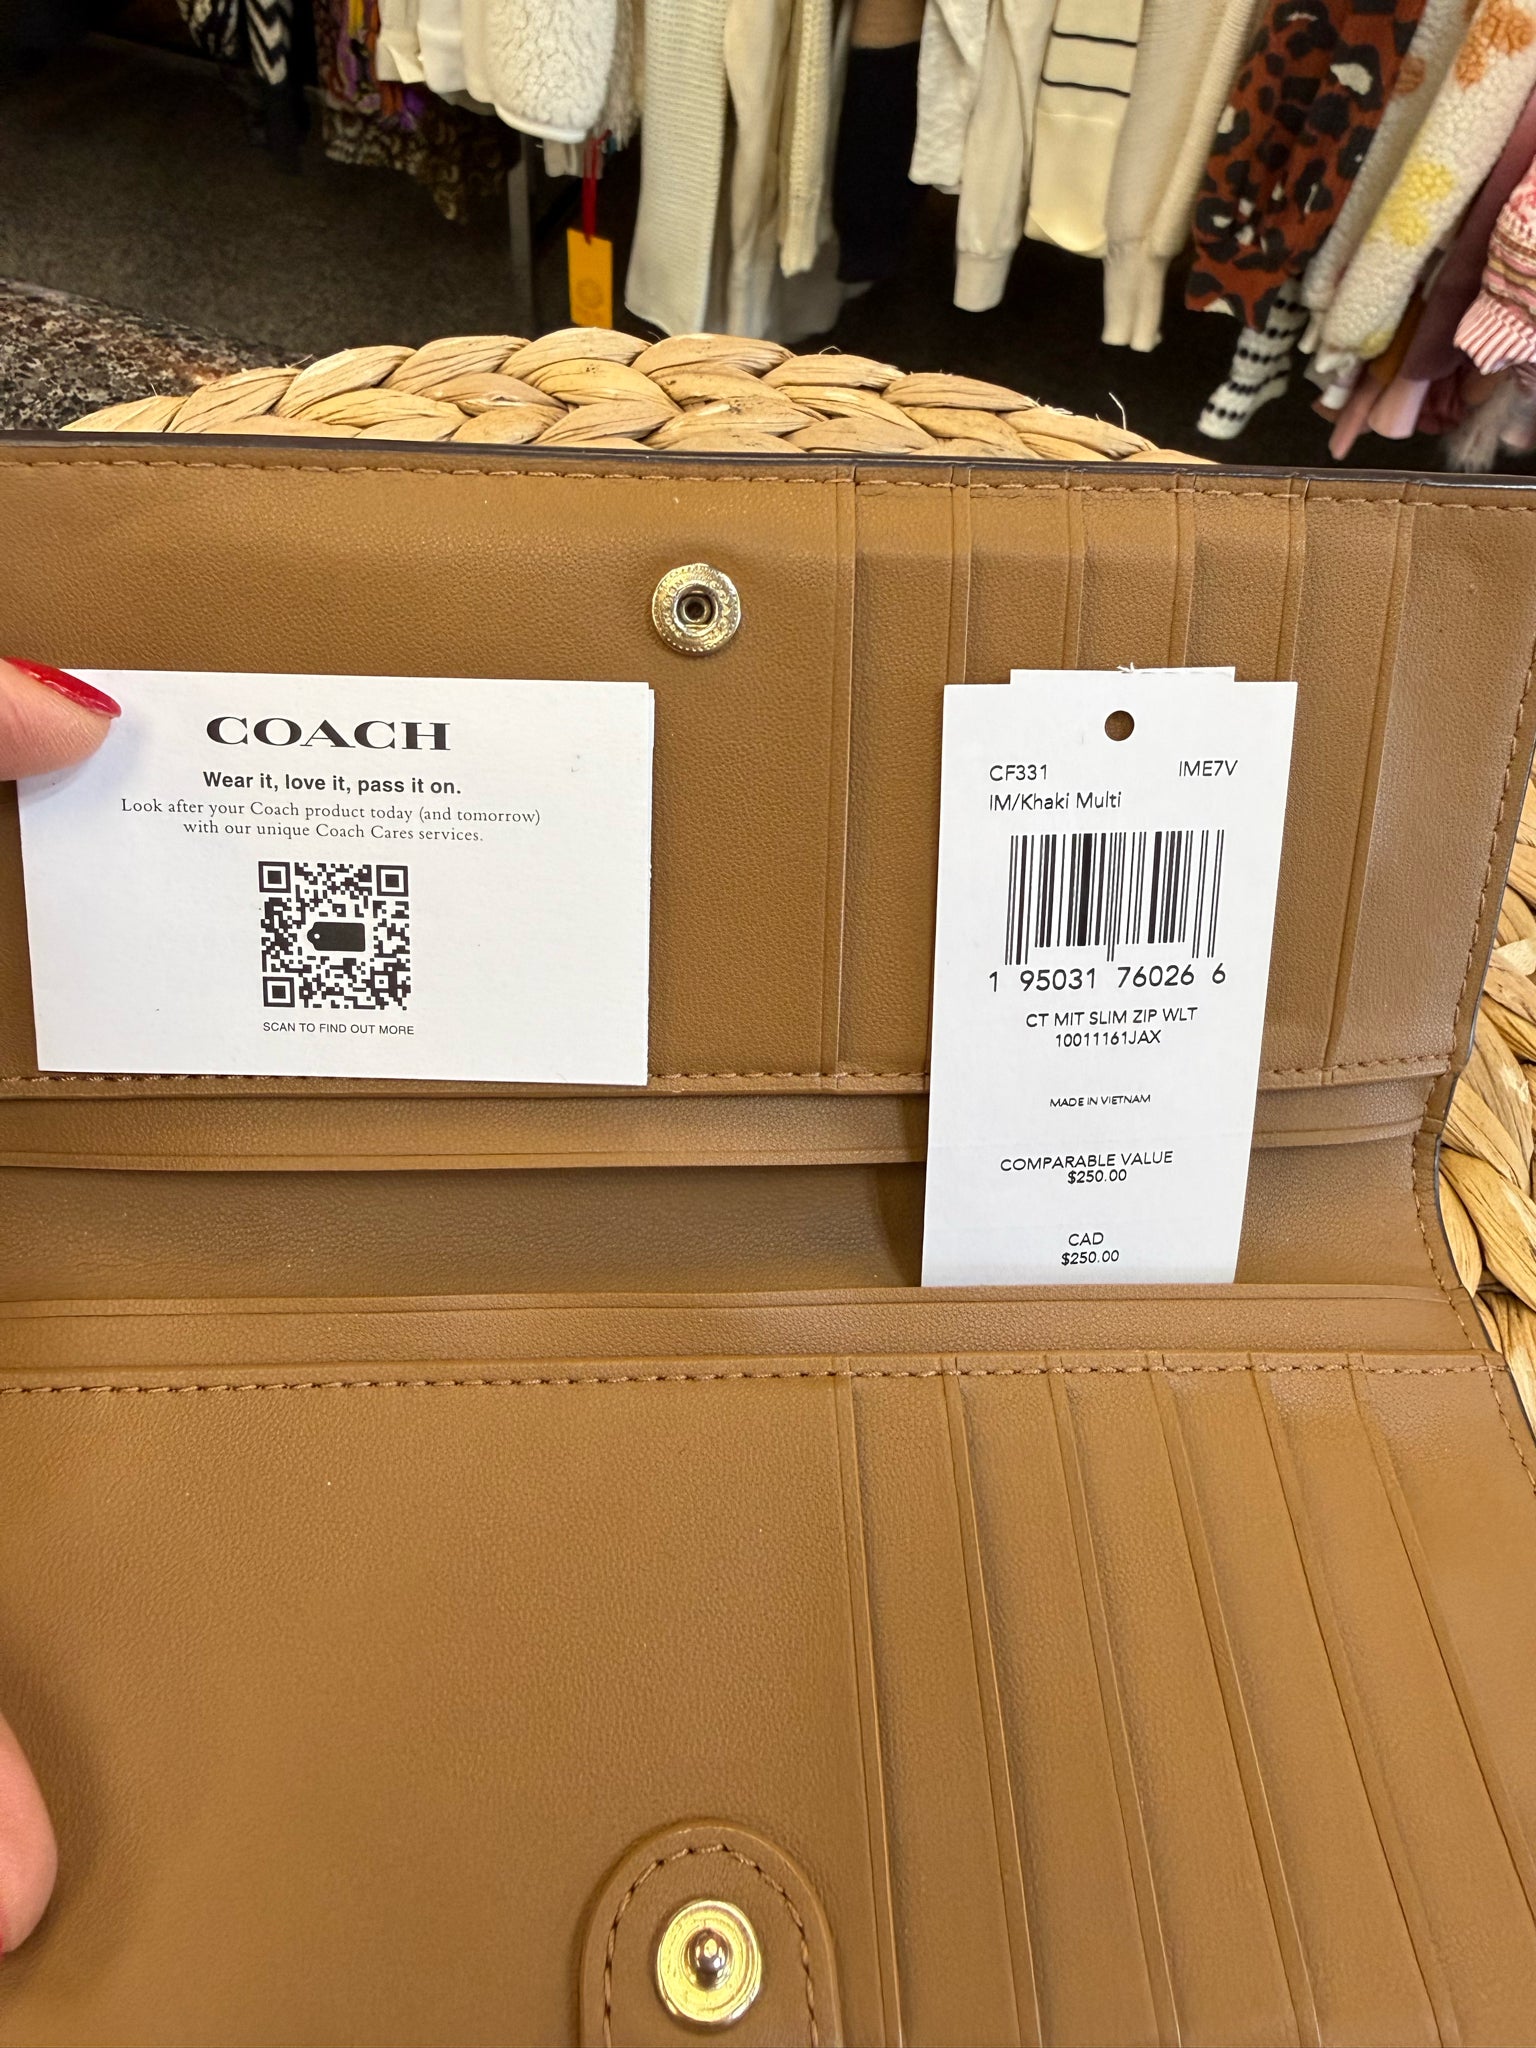 COACH
Wear it, love it, pass it on.
Look after your Coach product today (and tomorrow)
with our unique Coach Cares services.
SCAN TO FIND OUT MORE
CF331 IME7V
IM/Khaki Multi
1 95031 76026 6
CT MIT SLIM ZIP WLT
10011161JAX
MADE IN VIETNAM
COMPARABLE VALUE
$250.00
CAD
$250.00